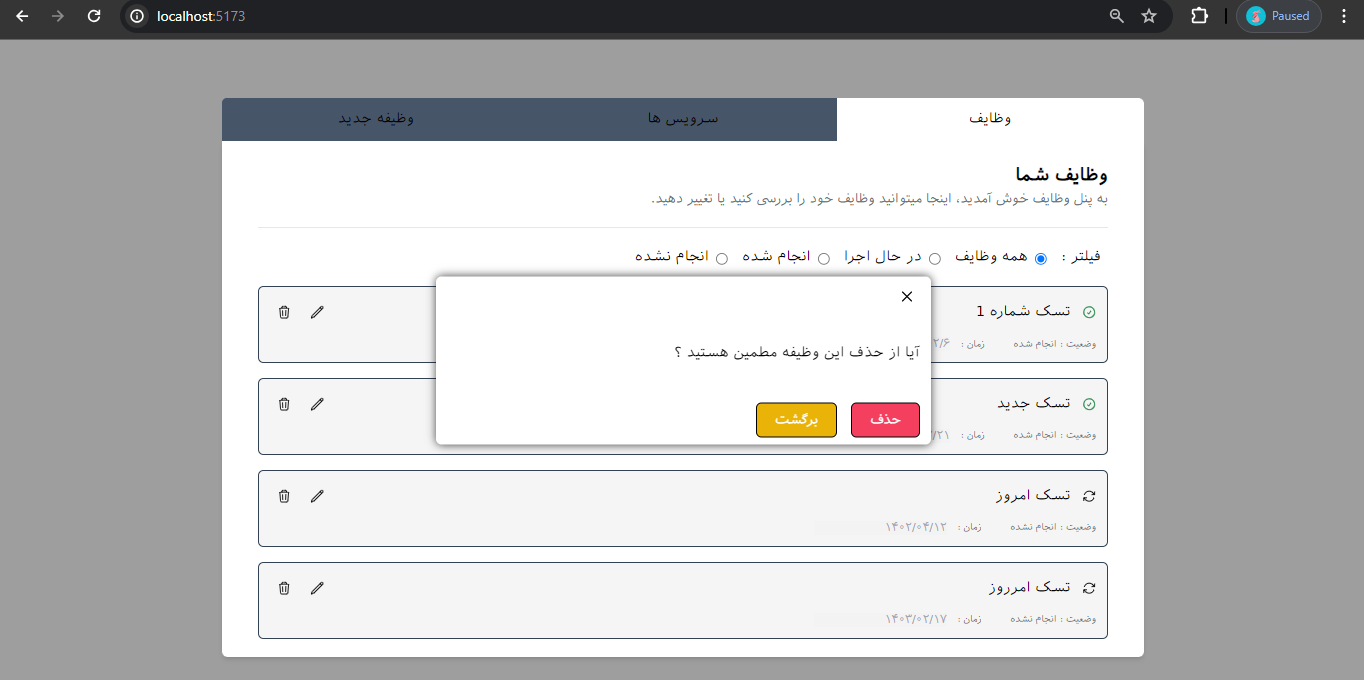 localhost:5173
Paused
وظایف
سرویس ها
وظیفه جدید
وظایف شما
به پنل وظایف خوش آمدید، اینجا میتوانید وظایف خود را بررسی کنید یا تغییر دهید.
فیلتر : همه وظایف در حال اجرا انجام شده انجام نشده
تسک شماره 1
وضعیت : انجام شده زمان : ۲/۶
آیا از حذف این وظیفه مطمین هستید ؟
حذف برگشت
تسک جدید
وضعیت : انجام شده زمان : /۲۱
تسک امروز
وضعیت : انجام نشده زمان : ۱۴۰۲/۰۴/۱۲
تسک امرروز
وضعیت : انجام نشده زمان : ۱۴۰۳/۰۲/۱۷